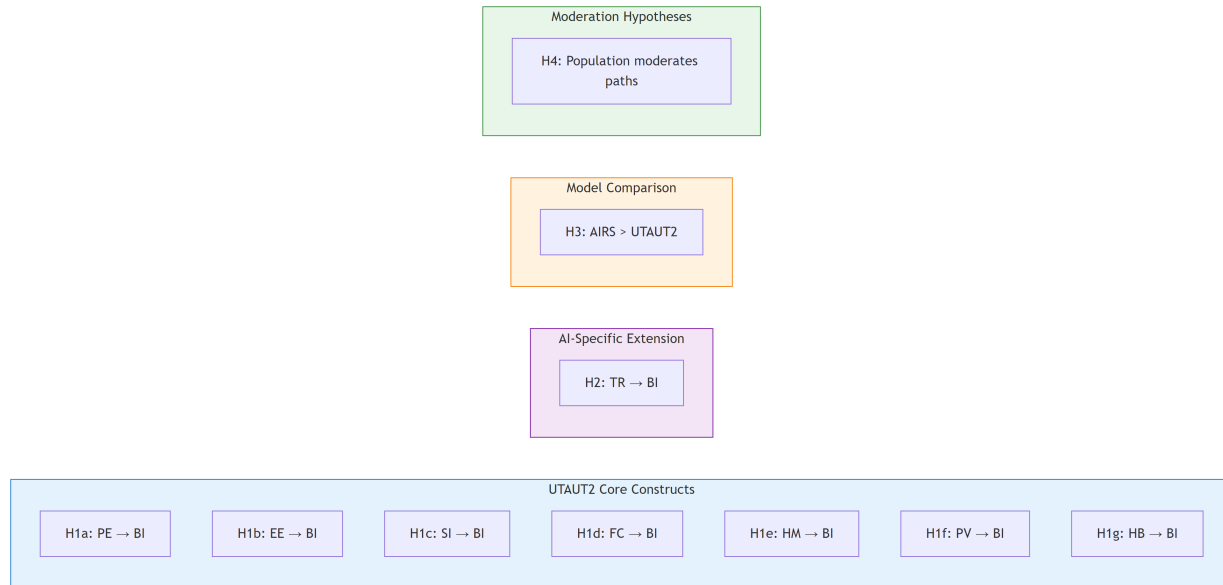 Moderation Hypotheses
H4: Population moderates
paths
Model Comparison
H3: AIRS > UTAUT2
AI-Specific Extension
H2: TR → BI
UTAUT2 Core Constructs
H1a: PE → BI
H1b: EE → BI
H1c: SI → BI
H1d: FC → BI
H1e: HM → BI
H1f: PV → BI
H1g: HB → BI